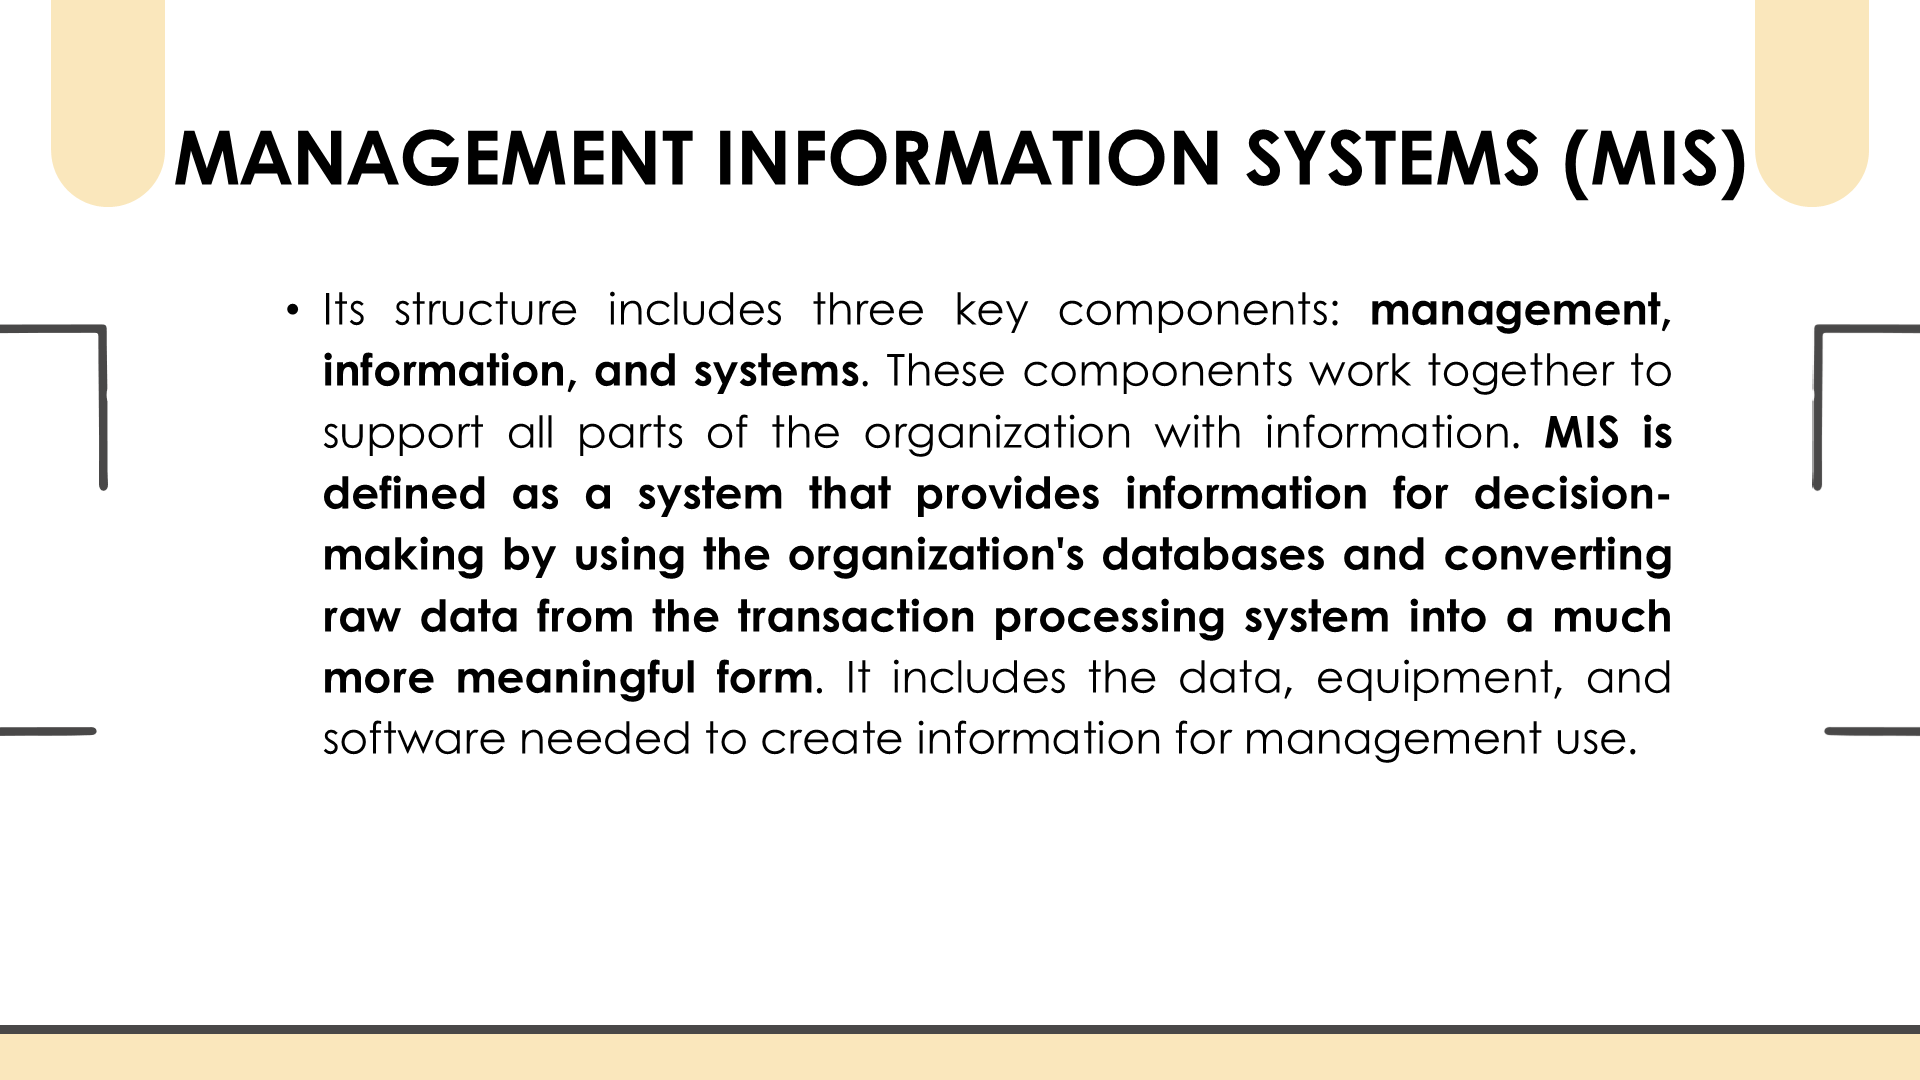 MANAGEMENT INFORMATION SYSTEMS (MIS)
• Its structure includes three key components: management,
information, and systems. These components work together to
support all parts of the organization with information. MIS is
defined as a system that provides information for decision-
making by using the organization's databases and converting
raw data from the transaction processing system into a much
more meaningful form. It includes the data, equipment, and
software needed to create information for management use.